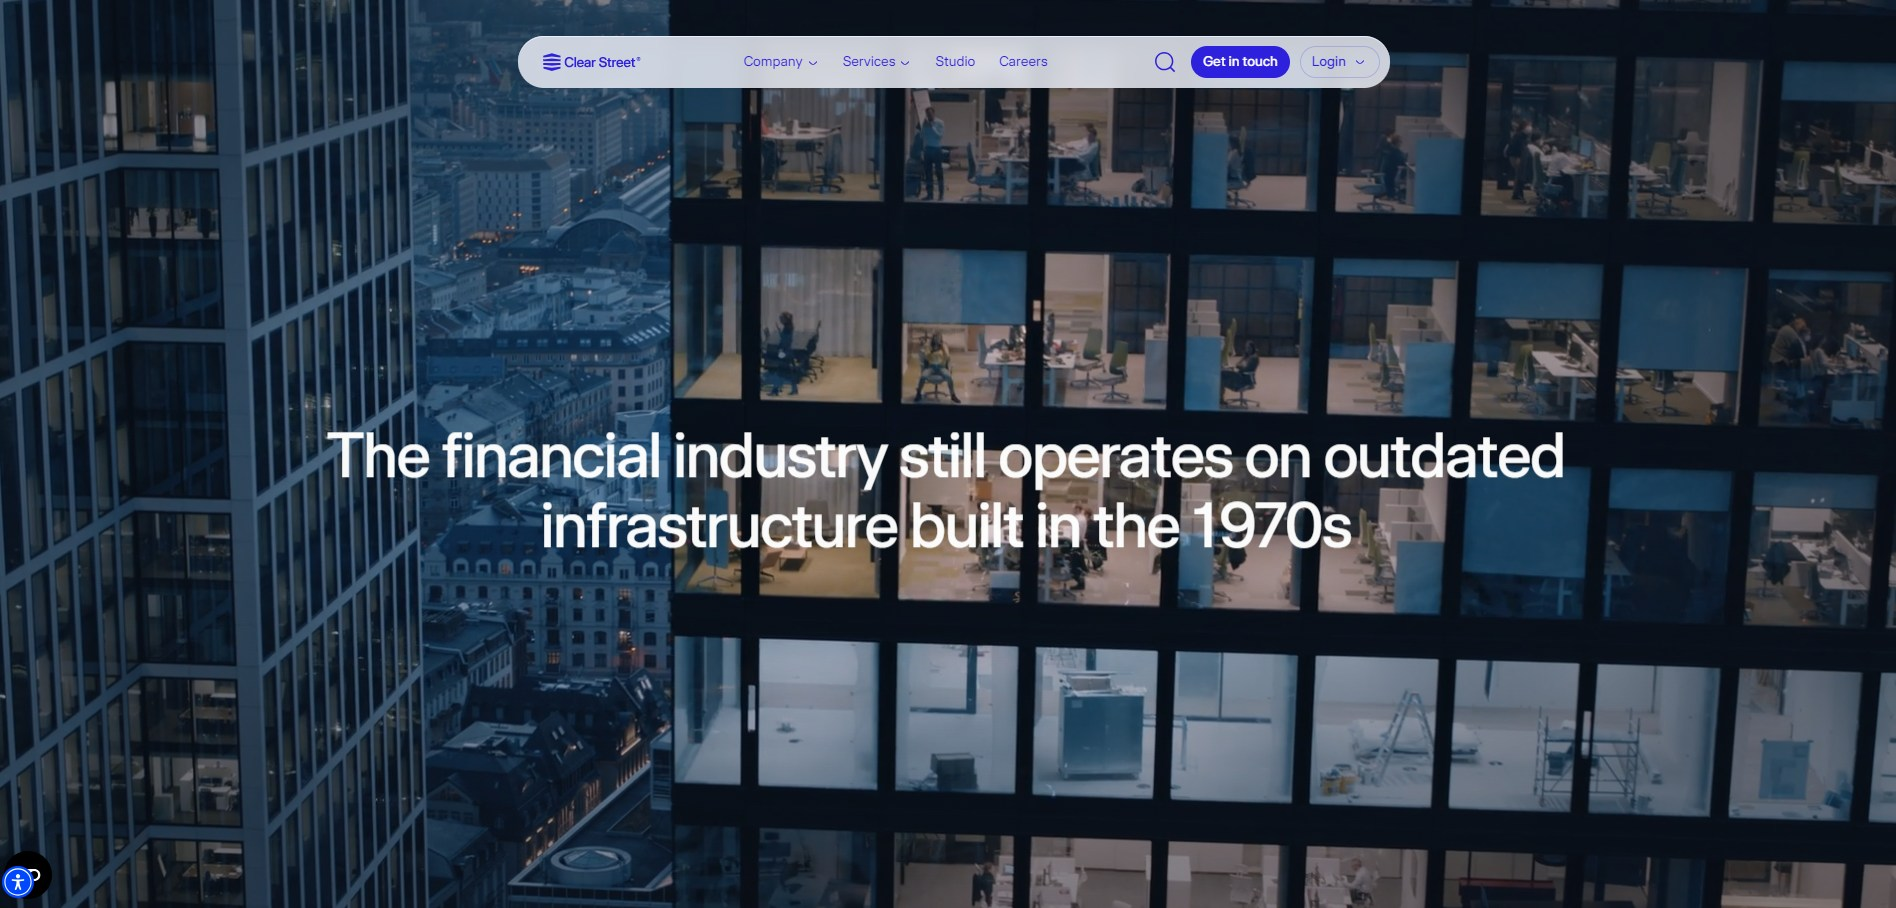 Clear Street®
Company
Services
Studio
Careers
Get in touch
Login
The financial industry still operates on outdated
infrastructure built in the 1970s